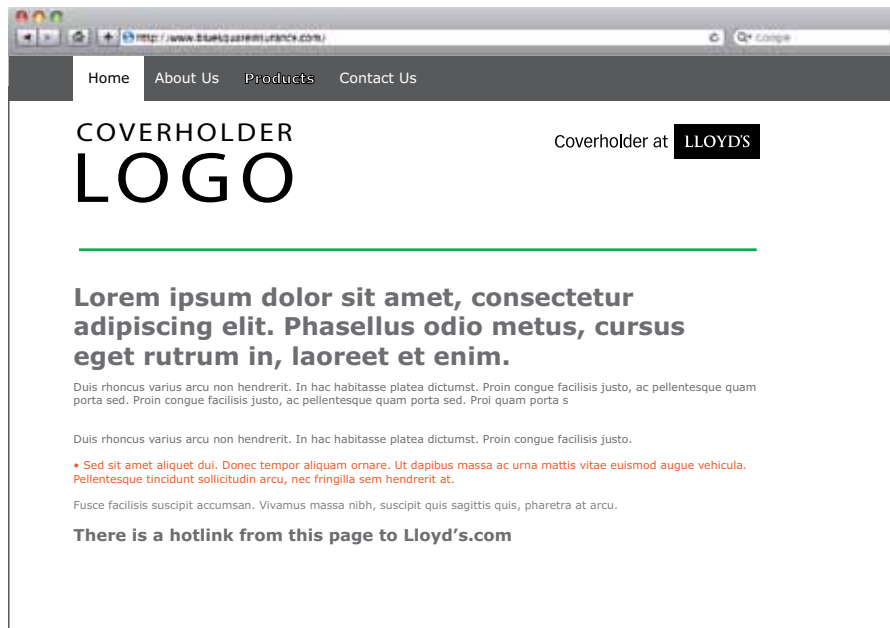 Home About Us Products Contact Us
COVERHOLDER
LOGO
Coverholder at LLOYD'S
Lorem ipsum dolor sit amet, consectetur
adipiscing elit. Phasellus odio metus, cursus
eget rutrum in, laoreet et enim.
Duis rhoncus varius arcu non hendrerit. In hac habitasse platea dictumst. Proin congue facilisis justo, ac pellentesque quam
porta sed. Proin congue facilisis justo, ac pellentesque quam porta sed. Proi quam porta s
Duis rhoncus varius arcu non hendrerit. In hac habitasse platea dictumst. Proin congue facilisis justo.
• Sed sit amet aliquet dui. Donec tempor aliquam ornare. Ut dapibus massa ac urna mattis vitae euismod augue vehicula.
Pellentesque tincidunt sollicitudin arcu, nec fringilla sem hendrerit at.
Fusce facilisis suscipit accumsan. Vivamus massa nibh, suscipit quis sagittis quis, pharetra at arcu.
There is a hotlink from this page to Lloyd’s.com